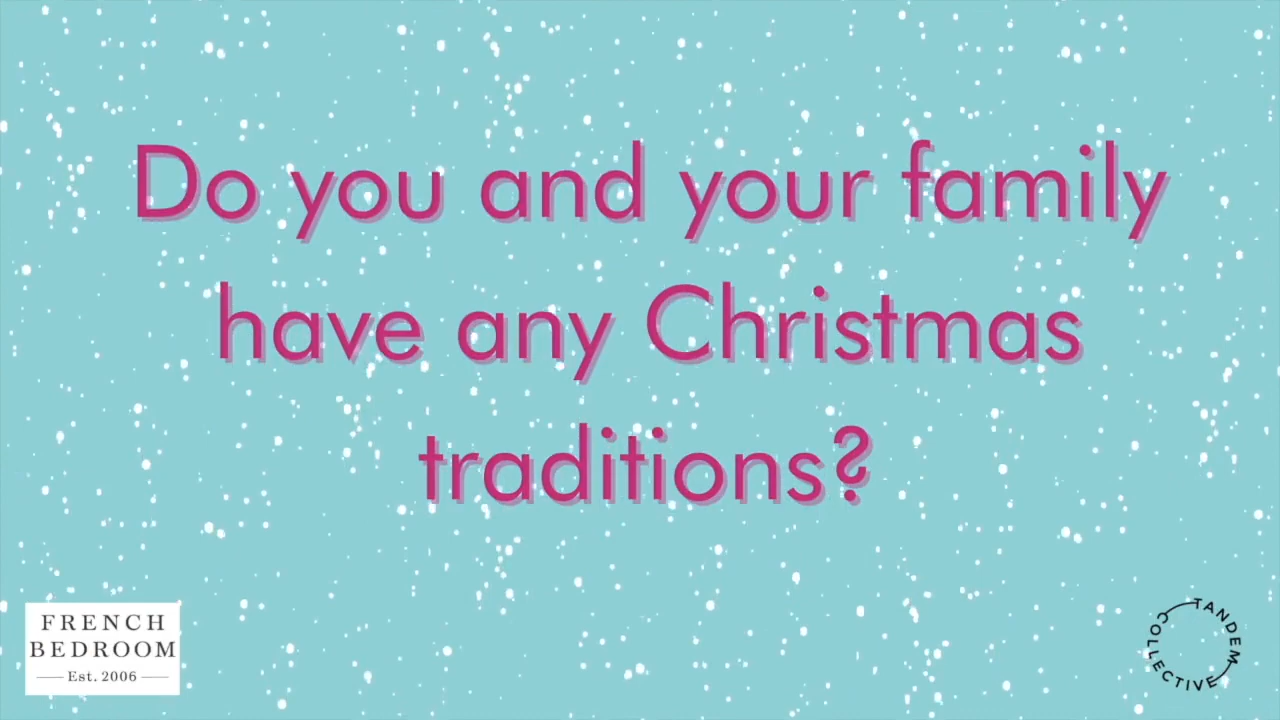 Do you and your family
have any Christmas
traditions?
FRENCH
BEDROOM
Est. 2006
TANDEM
COLLECTIVE